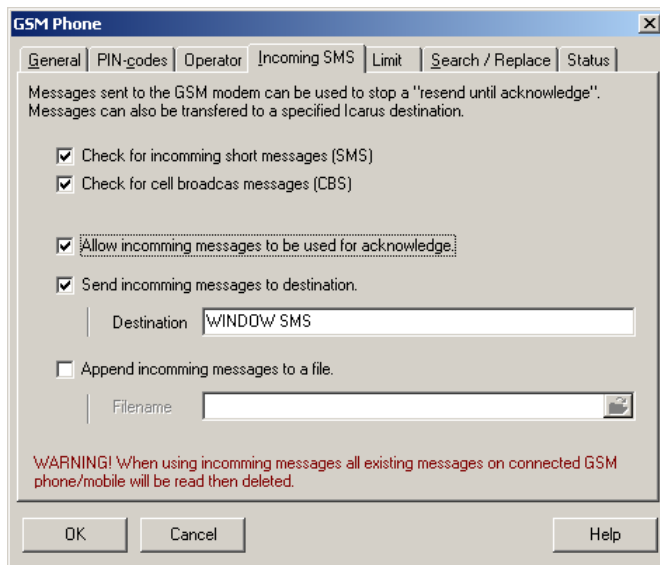 GSM Phone
General PIN-codes Operator Incoming SMS Limit Search / Replace Status
Messages sent to the GSM modem can be used to stop a "resend until acknowledge".
Messages can also be transfered to a specified Icarus destination.
Check for incomming short messages (SMS)
Check for cell broadcas messages (CBS)
Allow incomming messages to be used for acknowledge.
Send incomming messages to destination.
Destination WINDOW SMS
Append incomming messages to a file.
Filename
WARNING! When using incomming messages all existing messages on connected GSM
phone/mobile will be read then deleted.
OK Cancel Help